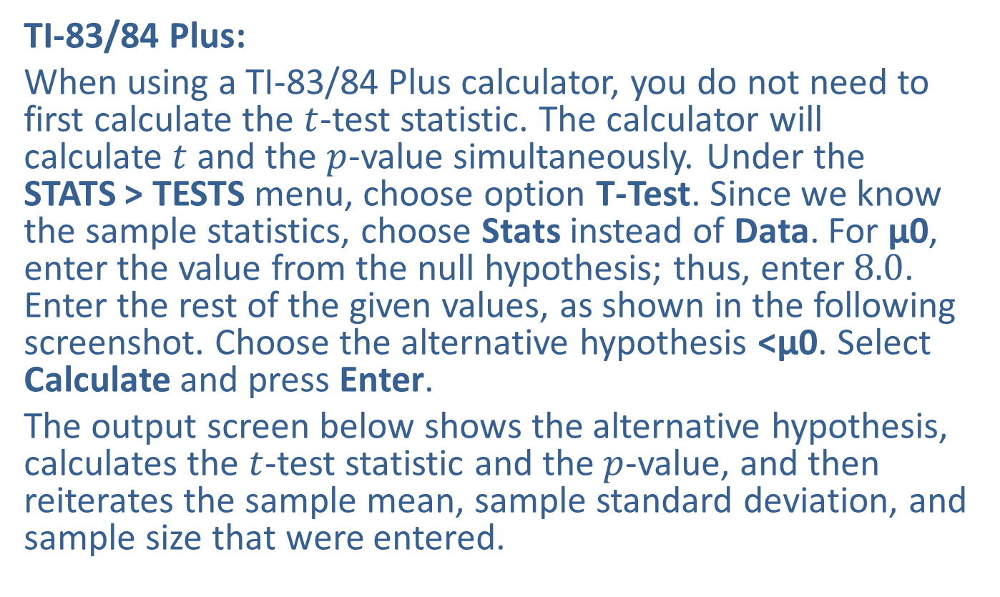 TI-83/84 Plus:
When using a TI-83/84 Plus calculator, you do not need to
first calculate the t-test statistic. The calculator will
calculate t and the p-value simultaneously. Under the
STATS > TESTS menu, choose option T-Test. Since we know
the sample statistics, choose Stats instead of Data. For μ0,
enter the value from the null hypothesis; thus, enter 8.0.
Enter the rest of the given values, as shown in the following
screenshot. Choose the alternative hypothesis <μ0. Select
Calculate and press Enter.
The output screen below shows the alternative hypothesis,
calculates the t-test statistic and the p-value, and then
reiterates the sample mean, sample standard deviation, and
sample size that were entered.